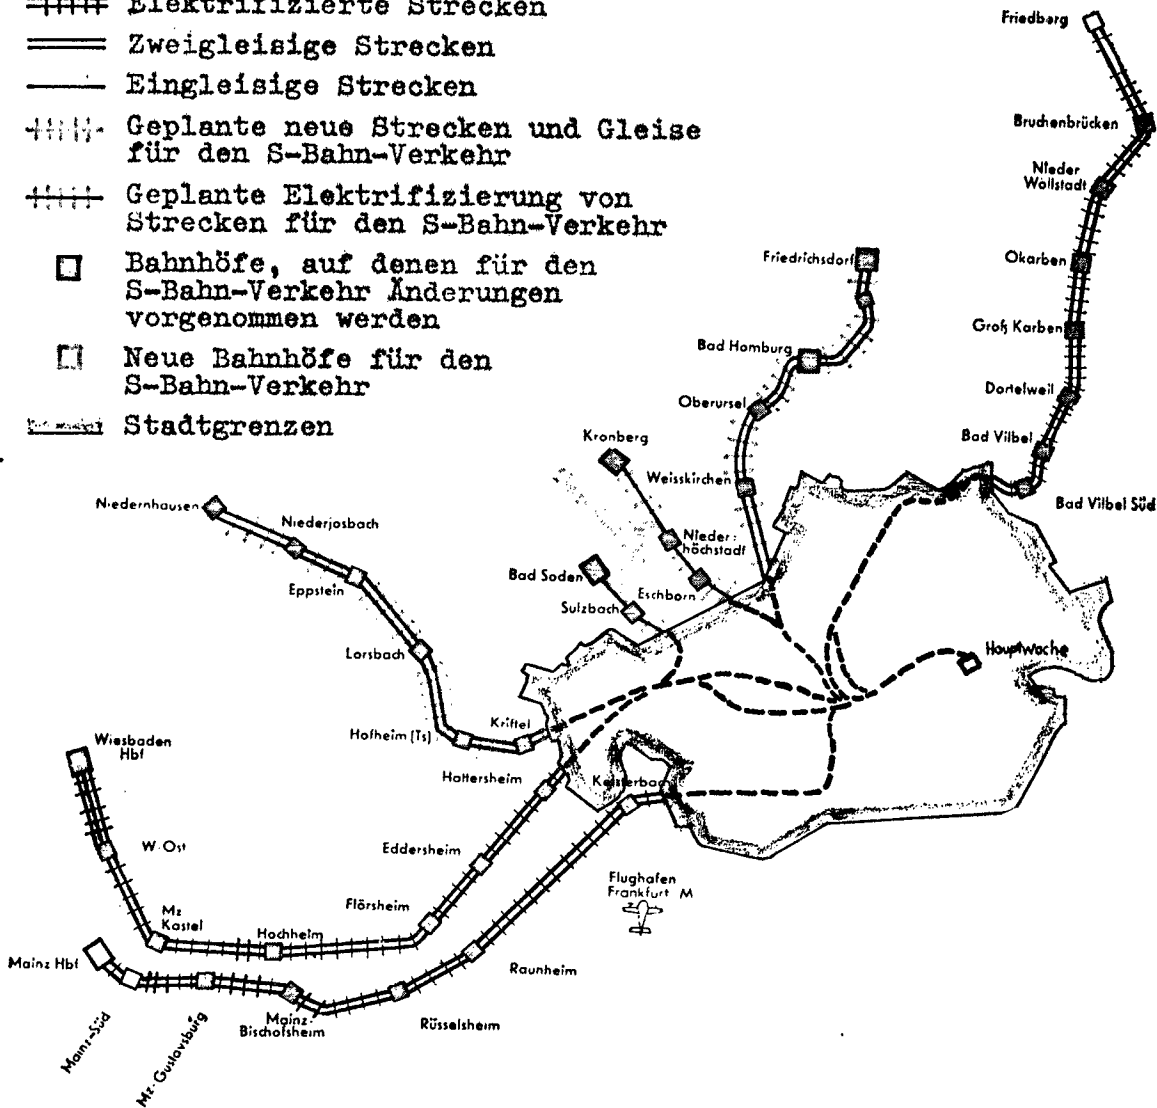 Elektrifizierte Strecken
Zweigleisige Strecken
Eingleisige Strecken
Geplante neue Strecken und Gleise
für den S-Bahn-Verkehr
Geplante Elektrifizierung von
Strecken für den S-Bahn-Verkehr
Bahnhöfe, auf denen für den
S-Bahn-Verkehr Änderungen
vorgenommen werden
Neue Bahnhöfe für den
S-Bahn-Verkehr
Stadtgrenzen
Friedberg
Bruchenbrücken
Nieder
Wöllstadt
Okarben
Groß Karben
Dortelweil
Bad Vilbel
Bad Vilbel Süd
Friedrichsdorf
Bad Homburg
Oberursel
Weisskirchen
Kronberg
Nieder:
höchstadt
Eschborn
Bad Soden
Sulzbach
Niedernhausen
Niederjosbach
Eppstein
Lorsbach
Hofheim (Ts)
Kriftel
Hauptwache
Wiesbaden
Hbf
W-Ost
Mz
Kastel
Hochheim
Flörsheim
Eddersheim
Hattersheim
Kelsterbach
Flughafen
Frankfurt M
Mainz Hbf
Mainz-Süd
Mz-Gustavsburg
Mainz-
Bischofsheim
Rüsselsheim
Raunheim